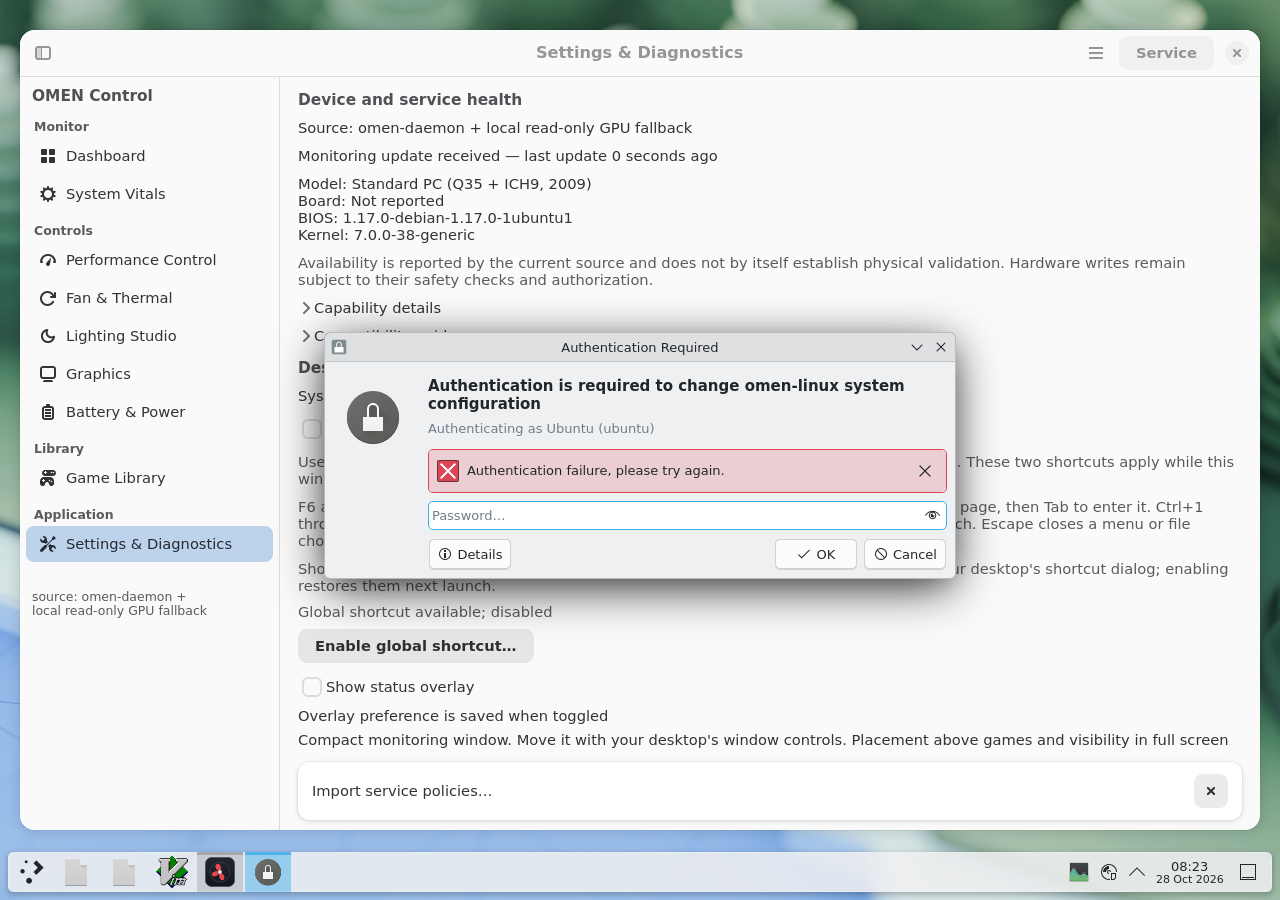 Settings & Diagnostics
Service
OMEN Control
Monitor
Dashboard
System Vitals
Controls
Performance Control
Fan & Thermal
Lighting Studio
Graphics
Battery & Power
Library
Game Library
Application
Settings & Diagnostics
source: omen-daemon +
local read-only GPU fallback
Device and service health
Source: omen-daemon + local read-only GPU fallback
Monitoring update received — last update 0 seconds ago
Model: Standard PC (Q35 + ICH9, 2009)
Board: Not reported
BIOS: 1.17.0-debian-1.17.0-1ubuntu1
Kernel: 7.0.0-38-generic
Availability is reported by the current source and does not by itself establish physical validation. Hardware writes remain
subject to their safety checks and authorization.
Capability details
Authentication Required
Authentication is required to change omen-linux system
configuration
Authenticating as Ubuntu (ubuntu)
Authentication failure, please try again.
Password...
Details
OK
Cancel
. These two shortcuts apply while this
page, then Tab to enter it. Ctrl+1
Escape closes a menu or file
desktop's shortcut dialog; enabling
restores them next launch.
Global shortcut available; disabled
Enable global shortcut...
Show status overlay
Overlay preference is saved when toggled
Compact monitoring window. Move it with your desktop's window controls. Placement above games and visibility in full screen
Import service policies...
08:23
28 Oct 2026